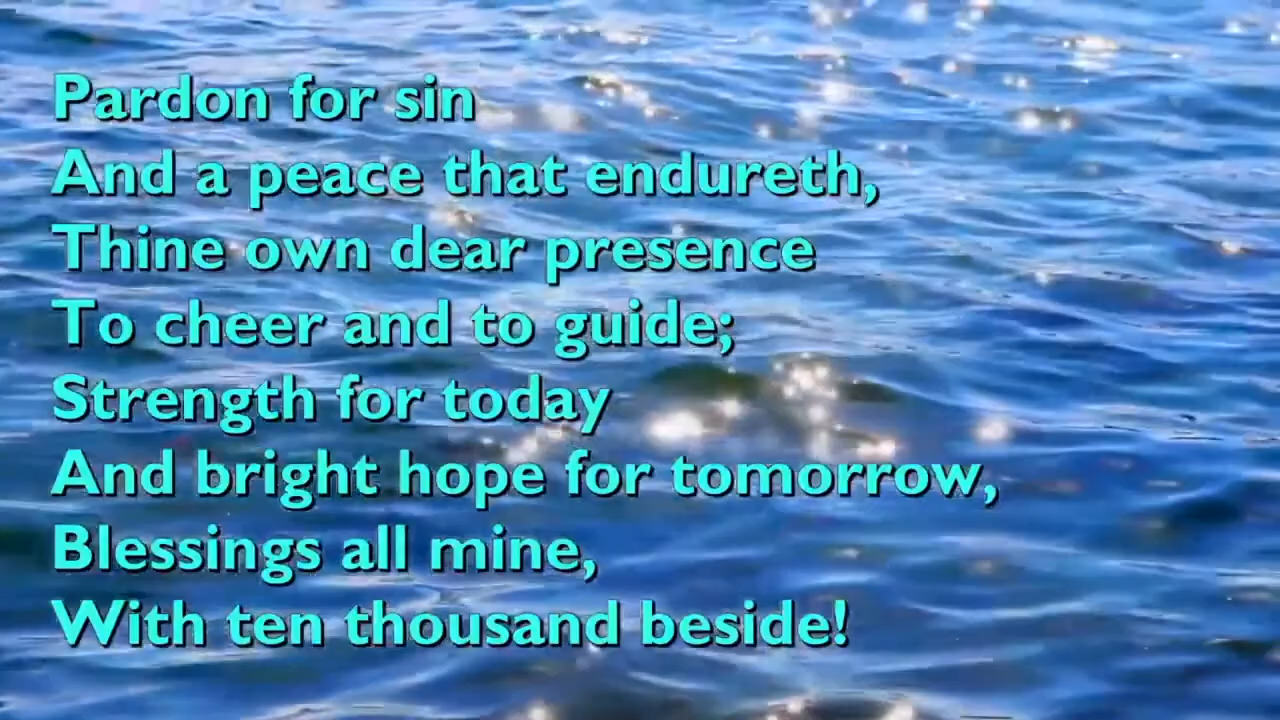 Pardon for sin
And a peace that endureth,
Thine own dear presence
To cheer and to guide;
Strength for today
And bright hope for tomorrow,
Blessings all mine,
With ten thousand beside!